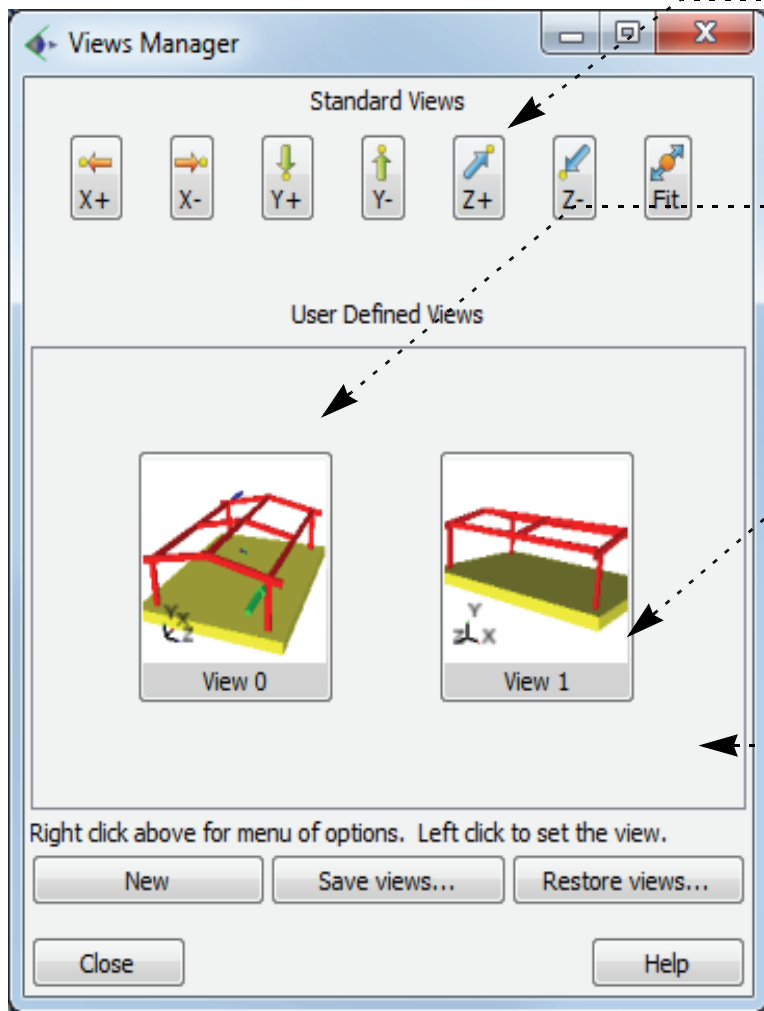 Views Manager
Standard Views
X+ X- Y+ Y- Z+ Z- Fit
User Defined Views
Y X Z
Y
Z X
View 0 View 1
Right click above for menu of options. Left click to set the view.
New Save views... Restore views...
Close Help